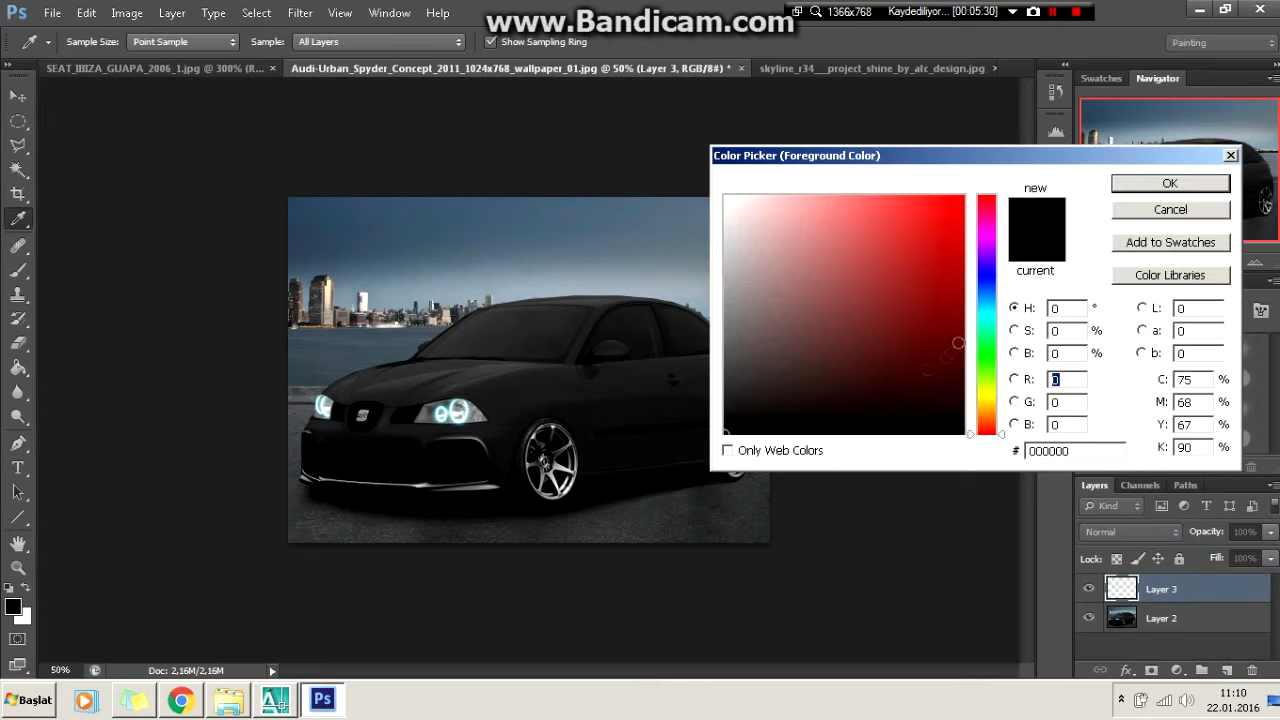 www.Bandicam.com
Ps File Edit Image Layer Type Select Filter View Window Help
1366x768 Kaydediliyor... [00:05:30]
Sample Size: Point Sample Sample: All Layers Show Sampling Ring Painting
SEAT_IBIZA_GUAPA_2006_1.jpg @ 300% (R... × Audi-Urban_Spyder_Concept_2011_1024x768_wallpaper_01.jpg @ 50% (Layer 3, RGB/8#) * × skyline_r34__project_shine_by_atc_design.jpg
Swatches Navigator
Color Picker (Foreground Color)
new
current
OK
Cancel
Add to Swatches
Color Libraries
H: 0 ° L: 0
S: 0 % a: 0
B: 0 % b: 0
R: 0 C: 75 %
G: 0 M: 68 %
B: 0 Y: 67 %
# 000000 K: 90 %
Only Web Colors
Layers Channels Paths
Kind
Normal Opacity: 100%
Lock: Fill: 100%
Layer 3
Layer 2
fx
50% Doc: 2,16M/2,16M
Başlat Ps
11:10
22.01.2016